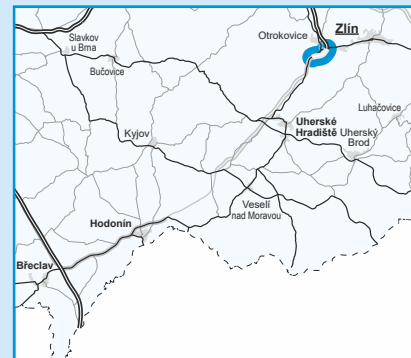 Zlín
Otrokovice
Slavkov
u Brna
Bučovice
Luhačovice
Uherské
Hradiště
Uherský
Brod
Kyjov
Veselí
nad Moravou
Hodonín
Břeclav